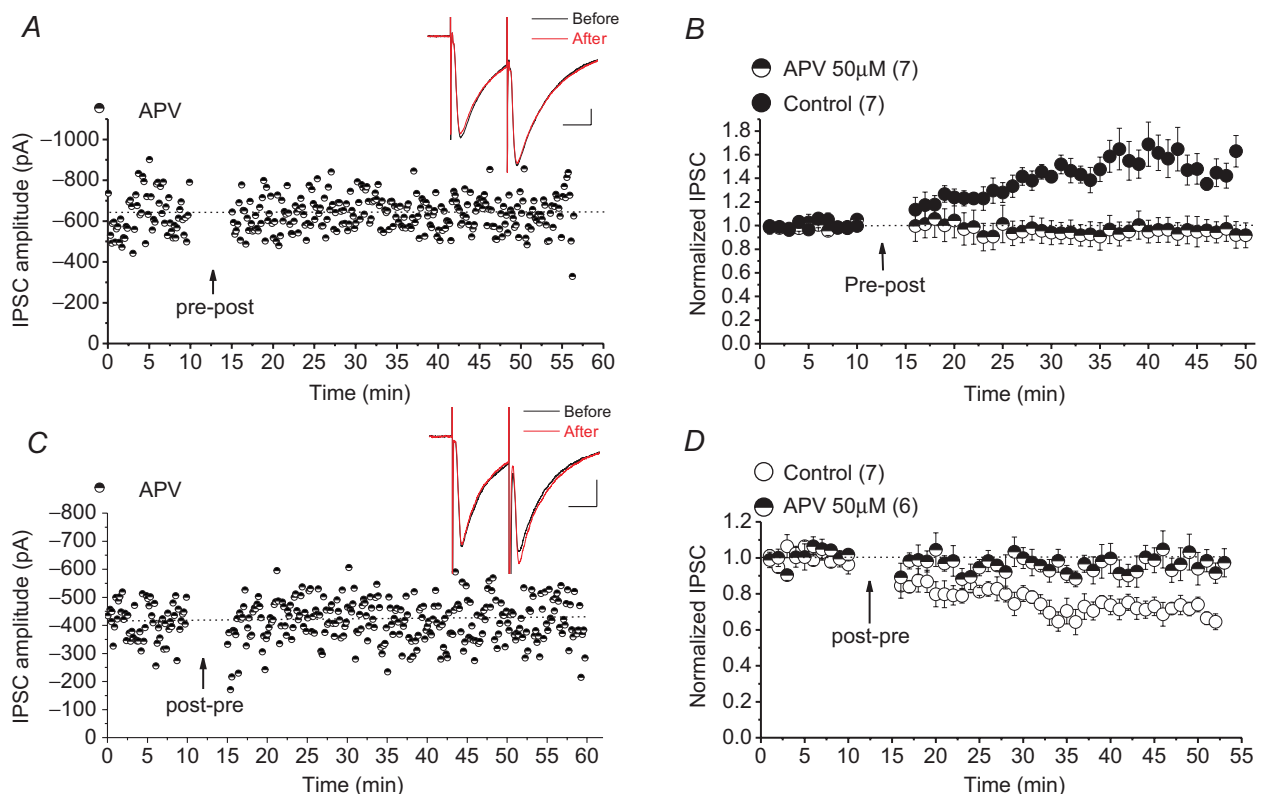 A
Before
After
APV
–1000
–800
–600
–400
–200
0
IPSC amplitude (pA)
pre-post
0 5 10 15 20 25 30 35 40 45 50 55 60
Time (min)
B
APV 50μM (7)
Control (7)
1.8
1.6
1.4
1.2
1.0
0.8
0.6
0.4
0.2
0.0
Normalized IPSC
Pre-post
0 5 10 15 20 25 30 35 40 45 50
Time (min)
C
Before
After
APV
–800
–700
–600
–500
–400
–300
–200
–100
0
IPSC amplitude (pA)
post-pre
0 5 10 15 20 25 30 35 40 45 50 55 60
Time (min)
D
Control (7)
APV 50μM (6)
1.2
1.0
0.8
0.6
0.4
0.2
0.0
Normalized IPSC
post-pre
0 5 10 15 20 25 30 35 40 45 50 55
Time (min)